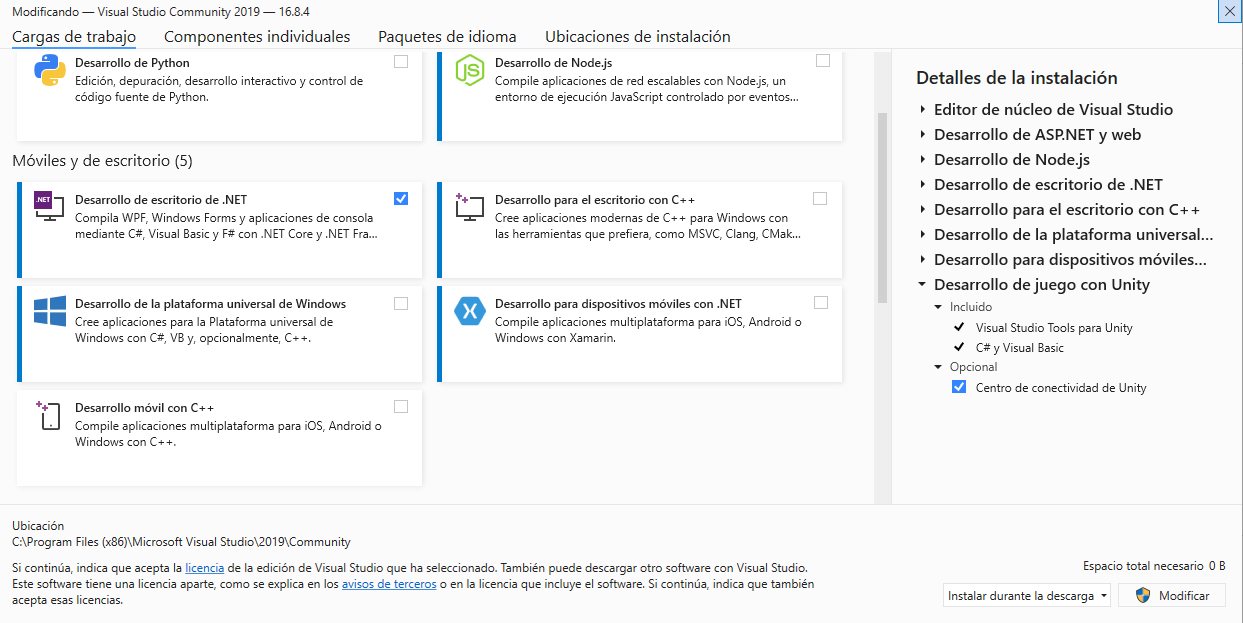 Modificando — Visual Studio Community 2019 — 16.8.4
Cargas de trabajo
Componentes individuales
Paquetes de idioma
Ubicaciones de instalación
Desarrollo de Python
Edición, depuración, desarrollo interactivo y control de
código fuente de Python.
JS
Desarrollo de Node.js
Compile aplicaciones de red escalables con Node.js, un
entorno de ejecución JavaScript controlado por eventos...
Móviles y de escritorio (5)
.NET
Desarrollo de escritorio de .NET
Compila WPF, Windows Forms y aplicaciones de consola
mediante C#, Visual Basic y F# con .NET Core y .NET Fra...
Desarrollo para el escritorio con C++
Cree aplicaciones modernas de C++ para Windows con
las herramientas que prefiera, como MSVC, Clang, CMak...
Desarrollo de la plataforma universal de Windows
Cree aplicaciones para la Plataforma universal de
Windows con C#, VB y, opcionalmente, C++.
Desarrollo para dispositivos móviles con .NET
Compile aplicaciones multiplataforma para iOS, Android o
Windows con Xamarin.
Desarrollo móvil con C++
Compile aplicaciones multiplataforma para iOS, Android o
Windows con C++.
Detalles de la instalación
Editor de núcleo de Visual Studio
Desarrollo de ASP.NET y web
Desarrollo de Node.js
Desarrollo de escritorio de .NET
Desarrollo para el escritorio con C++
Desarrollo de la plataforma universal...
Desarrollo para dispositivos móviles...
Desarrollo de juego con Unity
Incluido
Visual Studio Tools para Unity
C# y Visual Basic
Opcional
Centro de conectividad de Unity
Ubicación
C:\Program Files (x86)\Microsoft Visual Studio\2019\Community
Si continúa, indica que acepta la licencia de la edición de Visual Studio que ha seleccionado. También puede descargar otro software con Visual Studio.
Este software tiene una licencia aparte, como se explica en los avisos de terceros o en la licencia que incluye el software. Si continúa, indica que también
acepta esas licencias.
Espacio total necesario 0 B
Instalar durante la descarga
Modificar